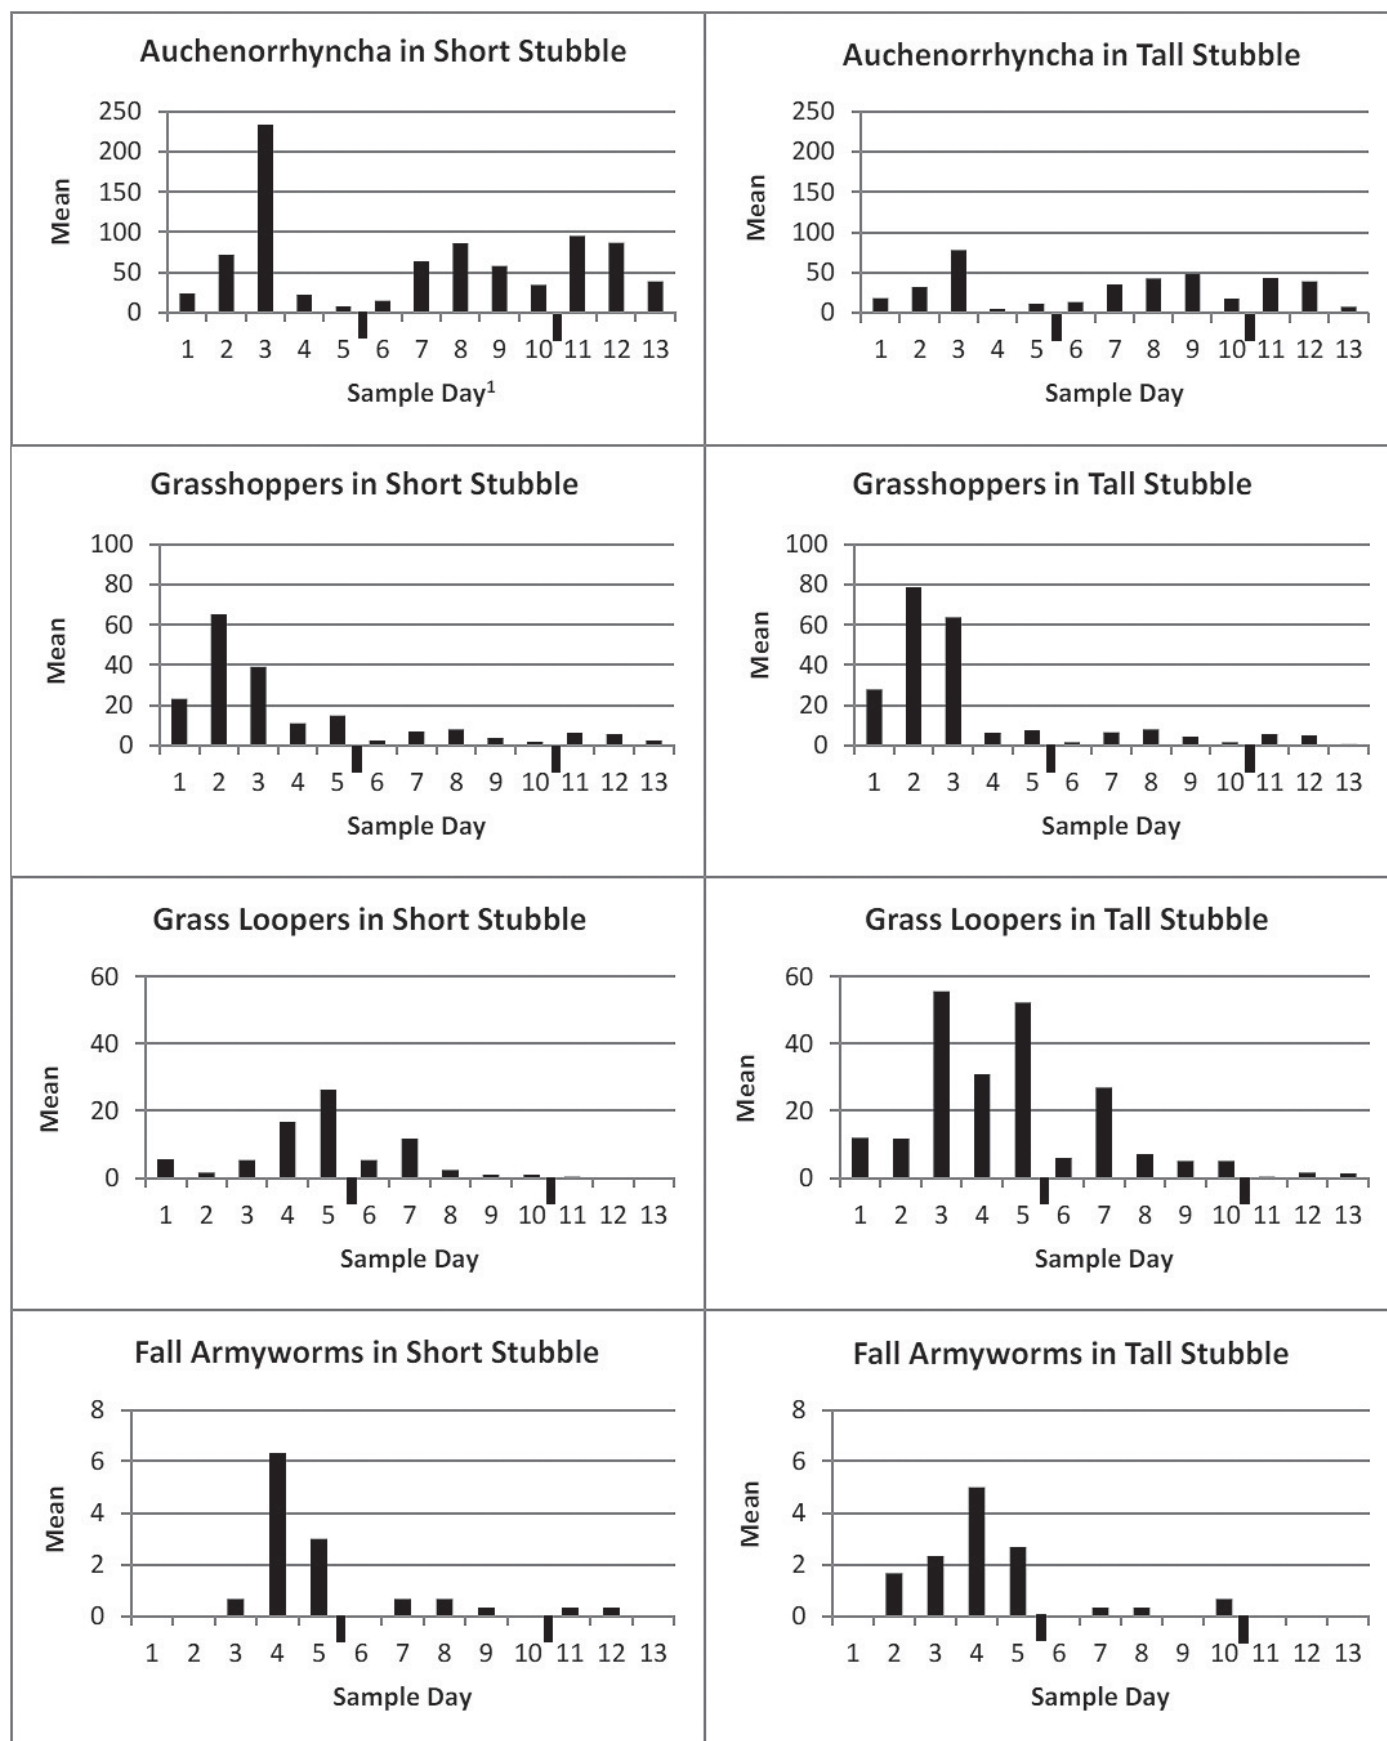 Auchenorrhyncha in Short Stubble
250
200
150
100
50
0
Mean
1 2 3 4 5 6 7 8 9 10 11 12 13
Sample Day¹
Auchenorrhyncha in Tall Stubble
250
200
150
100
50
0
Mean
1 2 3 4 5 6 7 8 9 10 11 12 13
Sample Day
Grasshoppers in Short Stubble
100
80
60
40
20
0
Mean
1 2 3 4 5 6 7 8 9 10 11 12 13
Sample Day
Grasshoppers in Tall Stubble
100
80
60
40
20
0
Mean
1 2 3 4 5 6 7 8 9 10 11 12 13
Sample Day
Grass Loopers in Short Stubble
60
40
20
0
Mean
1 2 3 4 5 6 7 8 9 10 11 12 13
Sample Day
Grass Loopers in Tall Stubble
60
40
20
0
Mean
1 2 3 4 5 6 7 8 9 10 11 12 13
Sample Day
Fall Armyworms in Short Stubble
8
6
4
2
0
Mean
1 2 3 4 5 6 7 8 9 10 11 12 13
Sample Day
Fall Armyworms in Tall Stubble
8
6
4
2
0
Mean
1 2 3 4 5 6 7 8 9 10 11 12 13
Sample Day